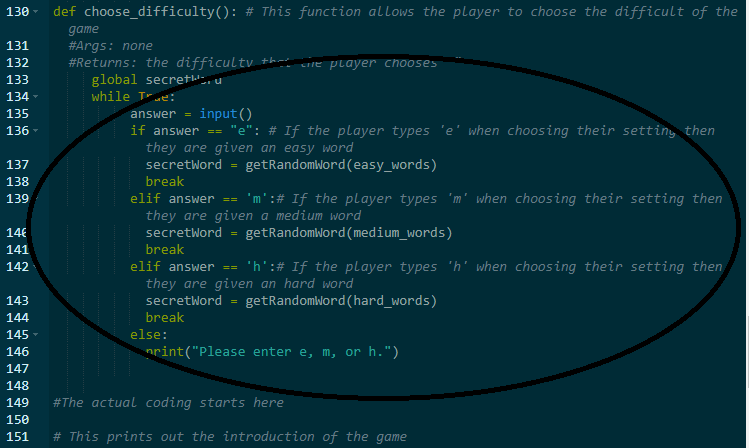 130 def choose_difficulty(): # This function allows the player to choose the difficult of the
game
131 #Args: none
132 #Returns: the difficulty that the player chooses
133 global secretWord
134 while True:
135 answer = input()
136 if answer == "e": # If the player types 'e' when choosing their setting then
they are given an easy word
137 secretWord = getRandomWord(easy_words)
138 break
139 elif answer == 'm':# If the player types 'm' when choosing their setting then
they are given a medium word
140 secretWord = getRandomWord(medium_words)
141 break
142 elif answer == 'h':# If the player types 'h' when choosing their setting then
they are given an hard word
143 secretWord = getRandomWord(hard_words)
144 break
145 else:
146 print("Please enter e, m, or h.")
147
148
149 #The actual coding starts here
150
151 # This prints out the introduction of the game